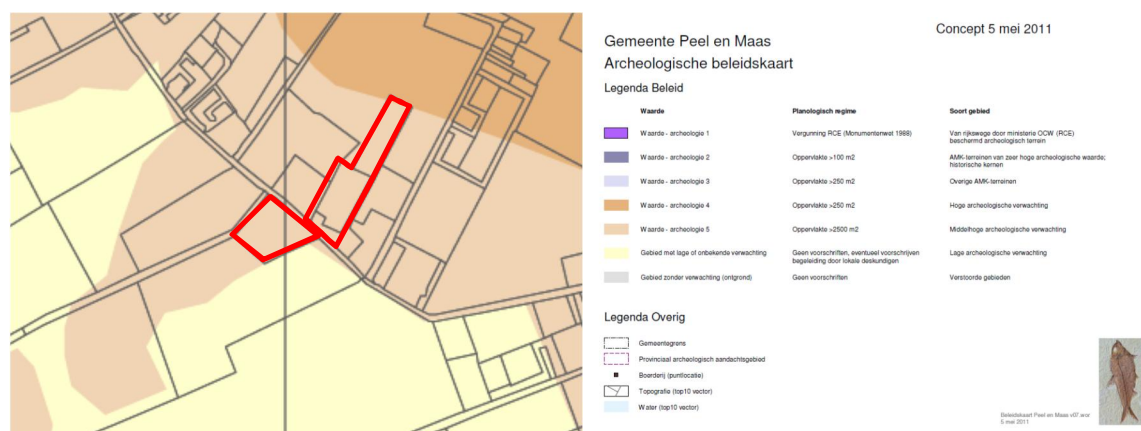 Concept 5 mei 2011
Gemeente Peel en Maas
Archeologische beleidskaart
Legenda Beleid
Waarde Planologisch regime Soort gebied
Waarde - archeologie 1 Vergunning RCE (Monumentenwet 1988) Van rijkswege door ministerie OCW (RCE)
beschermd archeologisch terrein
Waarde - archeologie 2 Oppervlakte >100 m2 AMK-terreinen van zeer hoge archeologische waarde;
historische kernen
Waarde - archeologie 3 Oppervlakte >250 m2 Overige AMK-terreinen
Waarde - archeologie 4 Oppervlakte >250 m2 Hoge archeologische verwachting
Waarde - archeologie 5 Oppervlakte >2500 m2 Middelhoge archeologische verwachting
Gebied met lage of onbekende verwachting Geen voorschriften, eventueel voorschrijven Lage archeologische verwachting
begeleiding door lokale deskundigen
Gebied zonder verwachting (ontgrond) Geen voorschriften Verstoorde gebieden
Legenda Overig
Gemeentegrens
Provinciaal archeologisch aandachtsgebied
Boerderij (puntlocatie)
Topografie (top10 vector)
Water (top10 vector)
Beleidskaart Peel en Maas v07.wor
5 mei 2011